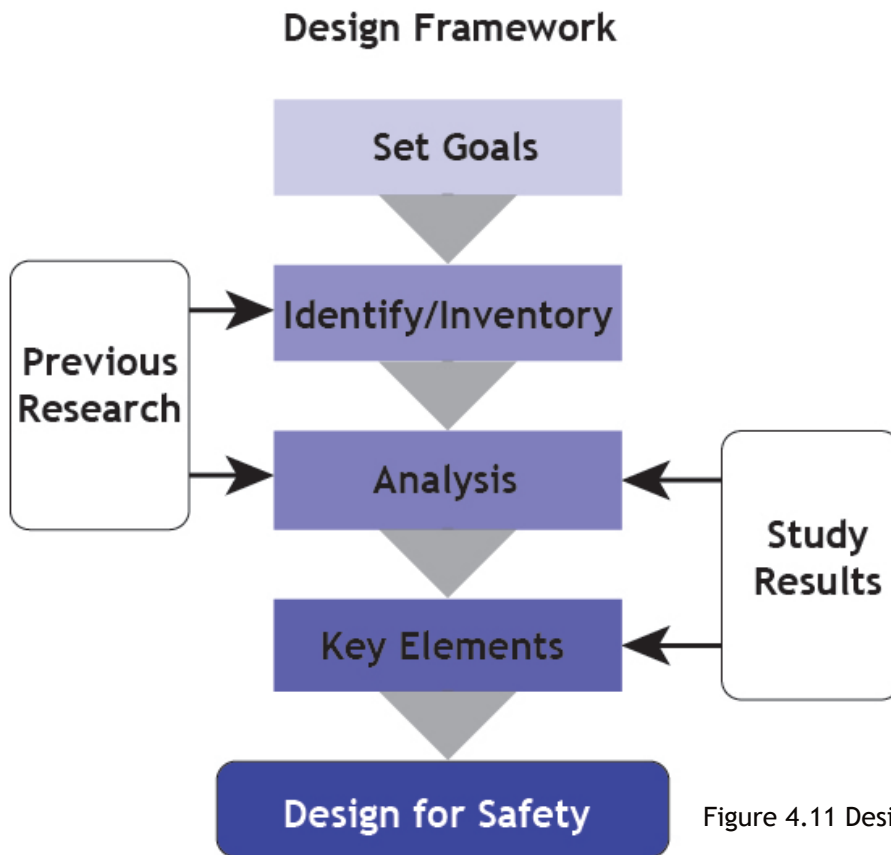 Design Framework
Set Goals
Identify/Inventory
Previous
Research
Analysis
Study
Results
Key Elements
Design for Safety
Figure 4.11 Desi